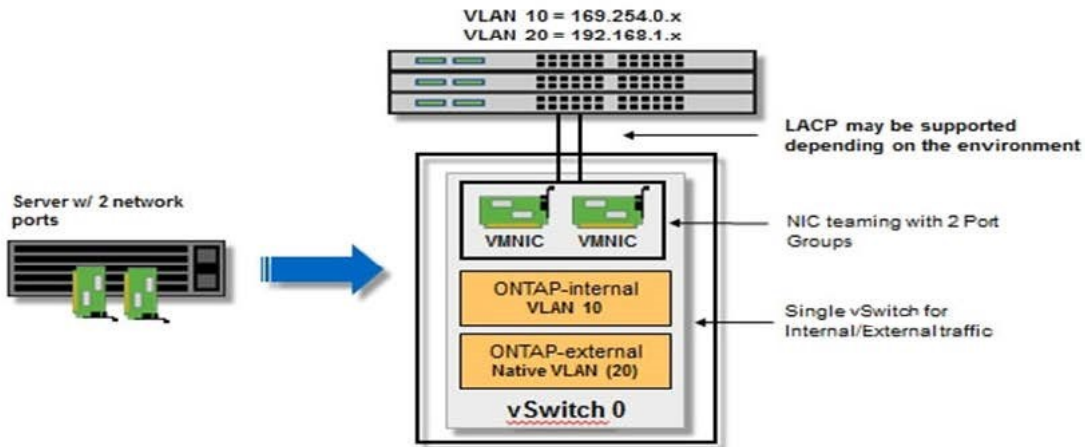 VLAN 10 = 169.254.0.x
VLAN 20 = 192.168.1.x
LACP may be supported
depending on the environment
Server w/ 2 network
ports
VMNIC
VMNIC
NIC teaming with 2 Port
Groups
ONTAP-internal
VLAN 10
Single vSwitch for
Internal/External traffic
ONTAP-external
Native VLAN (20)
vSwitch 0